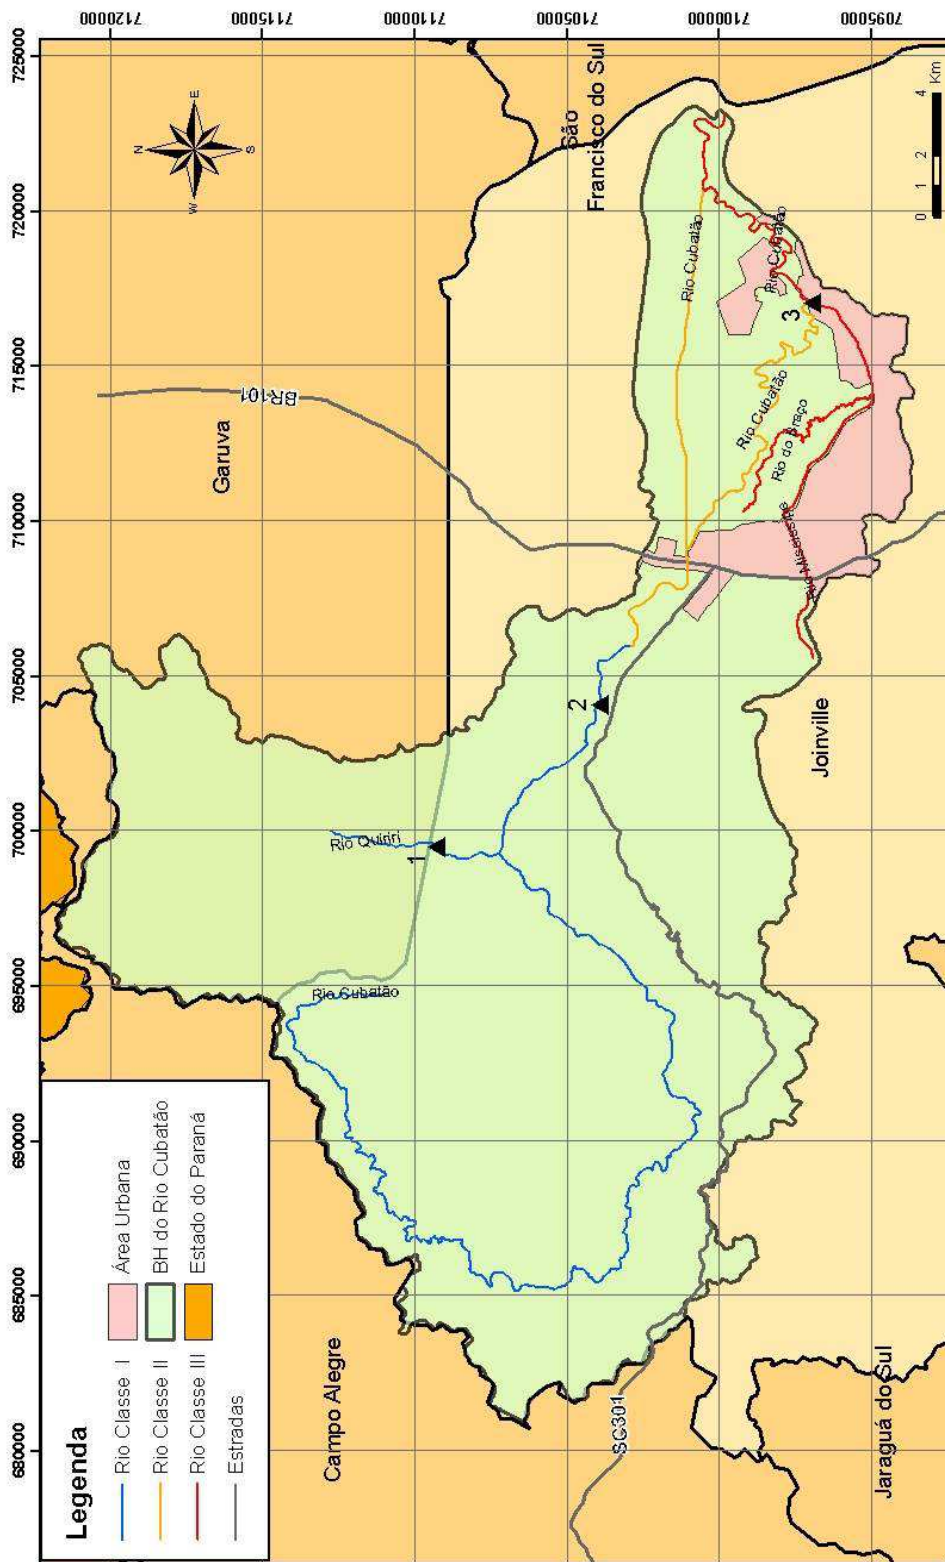 Legenda
Rio Classe I
Rio Classe II
Rio Classe III
Estradas
Área Urbana
BH do Rio Cubatão
Estado do Paraná
680000
685000
690000
695000
700000
705000
710000
715000
720000
725000
7120000
7115000
7110000
7105000
7100000
7095000
N
W
E
S
Campo Alegre
Garuva
BR101
São
Francisco do Sul
Rio Quiriri
1
Rio Cubatão
2
Rio Cubatão
Rio Cubatão
Rio Cubatão
3
Rio do Braço
Rio Mississipe
SC301
Joinville
Jaraguá do Sul
0 2 4
Km